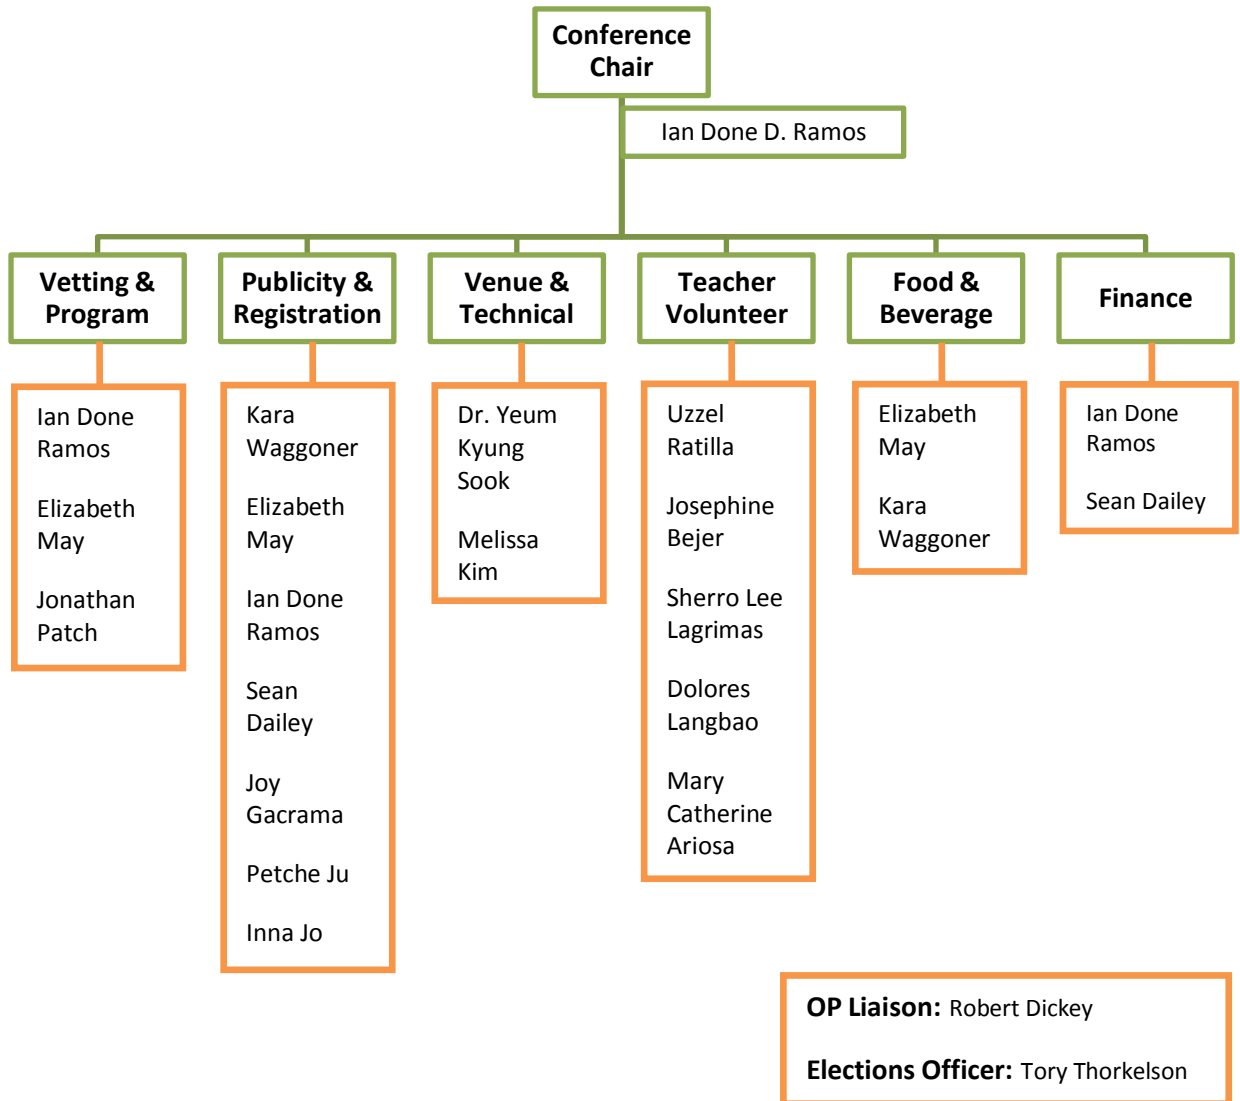 Conference
Chair
Ian Done D. Ramos
Vetting &
Program
Publicity &
Registration
Venue &
Technical
Teacher
Volunteer
Food &
Beverage
Finance
Ian Done
Ramos
Elizabeth
May
Jonathan
Patch
Kara
Waggoner
Elizabeth
May
Ian Done
Ramos
Sean
Dailey
Joy
Gacrama
Petche Ju
Inna Jo
Dr. Yeum
Kyung
Sook
Melissa
Kim
Uzzel
Ratilla
Josephine
Bejer
Sherro Lee
Lagrimas
Dolores
Langbao
Mary
Catherine
Ariosa
Elizabeth
May
Kara
Waggoner
Ian Done
Ramos
Sean Dailey
OP Liaison: Robert Dickey
Elections Officer: Tory Thorkelson